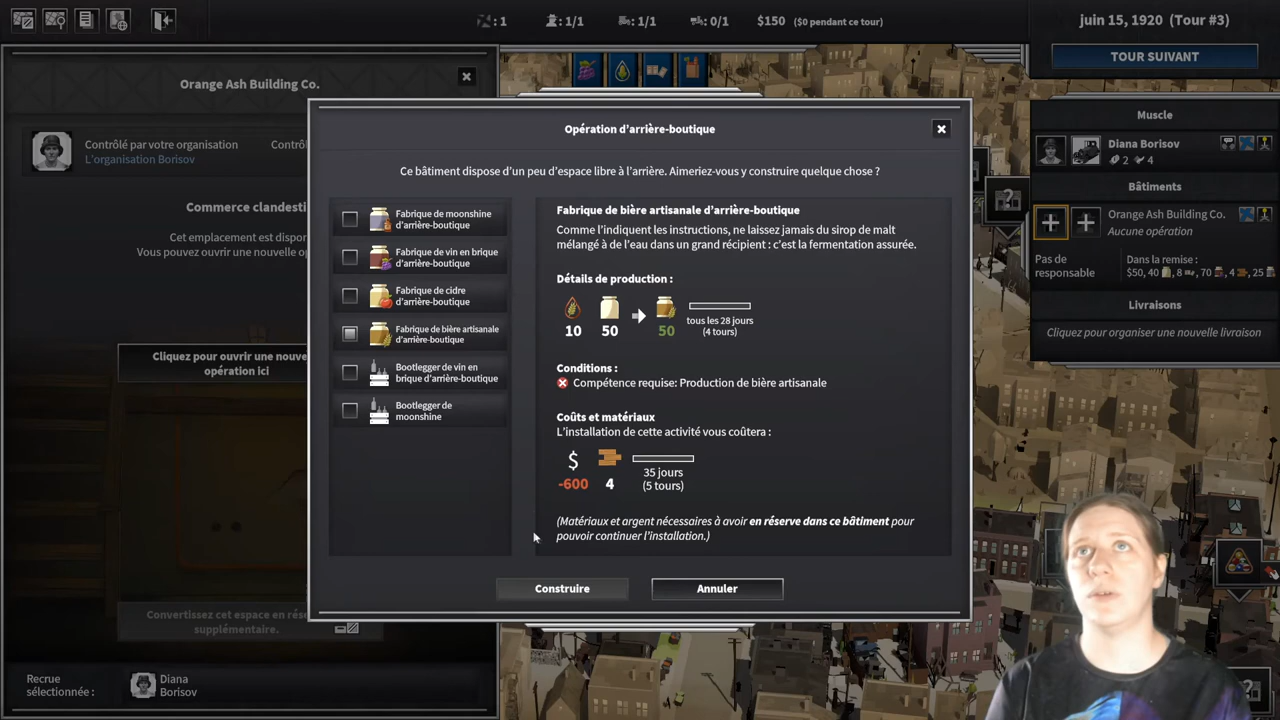 : 1
: 1/1
: 1/1
: 0/1
$150
($0 pendant ce tour)
juin 15, 1920 (Tour #3)
TOUR SUIVANT
Orange Ash Building Co.
Contrôlé par votre organisation
L'organisation Borisov
Contrôl
Commerce clandesti
Cet emplacement est dispor
Vous pouvez ouvrir une nouvelle op
Cliquez pour ouvrir une nouve
opération ici
Convertissez cet espace en rés
supplémentaire.
Recrue
sélectionnée :
Diana
Borisov
Opération d'arrière-boutique
Ce bâtiment dispose d'un peu d'espace libre à l'arrière. Aimeriez-vous y construire quelque chose ?
Fabrique de moonshine
d'arrière-boutique
Fabrique de vin en brique
d'arrière-boutique
Fabrique de cidre
d'arrière-boutique
Fabrique de bière artisanale
d'arrière-boutique
Bootlegger de vin en
brique d'arrière-boutique
Bootlegger de
moonshine
Fabrique de bière artisanale d'arrière-boutique
Comme l'indiquent les instructions, ne laissez jamais du sirop de malt
mélangé à de l'eau dans un grand récipient : c'est la fermentation assurée.
Détails de production :
10
50
50
tous les 28 jours
(4 tours)
Conditions :
Compétence requise: Production de bière artisanale
Coûts et matériaux
L'installation de cette activité vous coûtera :
$
-600
4
35 jours
(5 tours)
(Matériaux et argent nécessaires à avoir en réserve dans ce bâtiment pour
pouvoir continuer l'installation.)
Construire
Annuler
Muscle
Diana Borisov
2
4
Bâtiments
Orange Ash Building Co.
Aucune opération
Pas de
responsable
Dans la remise :
$50, 40, 8, 70, 4, 25
Livraisons
Cliquez pour organiser une nouvelle livraison